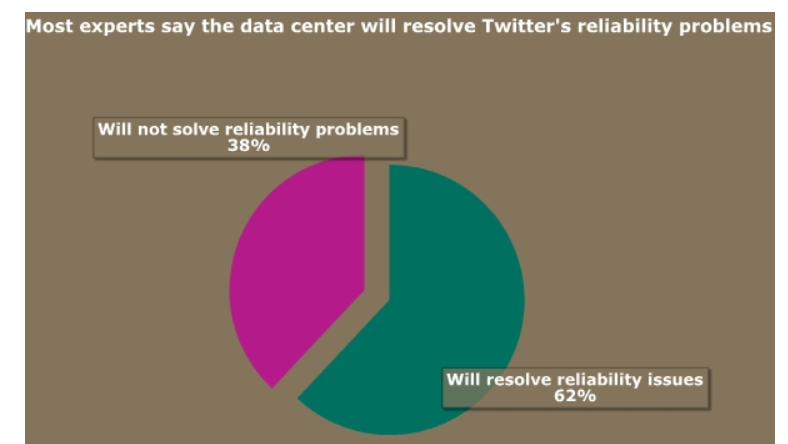 Most experts say the data center will resolve Twitter's reliability problems
Will not solve reliability problems
38%
Will resolve reliability issues
62%